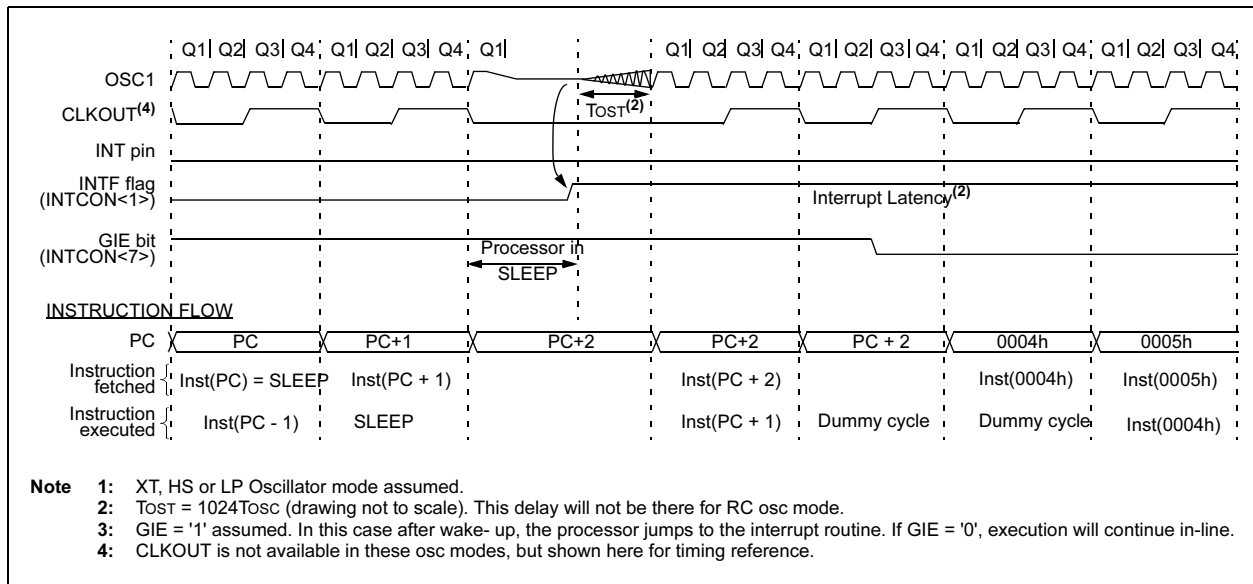 Q1| Q2| Q3| Q4 Q1| Q2| Q3| Q4 Q1| Q1| Q2| Q3| Q4 Q1| Q2| Q3| Q4 Q1| Q2| Q3| Q4 Q1| Q2| Q3| Q4
OSC1
TOST(2)
CLKOUT(4)
INT pin
INTF flag
(INTCON<1>)
Interrupt Latency(2)
GIE bit
(INTCON<7>)
Processor in
SLEEP
INSTRUCTION FLOW
PC PC PC+1 PC+2 PC+2 PC + 2 0004h 0005h
Instruction
fetched
Inst(PC) = SLEEP Inst(PC + 1) Inst(PC + 2) Inst(0004h) Inst(0005h)
Instruction
executed
Inst(PC - 1) SLEEP Inst(PC + 1) Dummy cycle Dummy cycle Inst(0004h)
Note 1: XT, HS or LP Oscillator mode assumed.
2: TOST = 1024TOSC (drawing not to scale). This delay will not be there for RC osc mode.
3: GIE = '1' assumed. In this case after wake- up, the processor jumps to the interrupt routine. If GIE = '0', execution will continue in-line.
4: CLKOUT is not available in these osc modes, but shown here for timing reference.